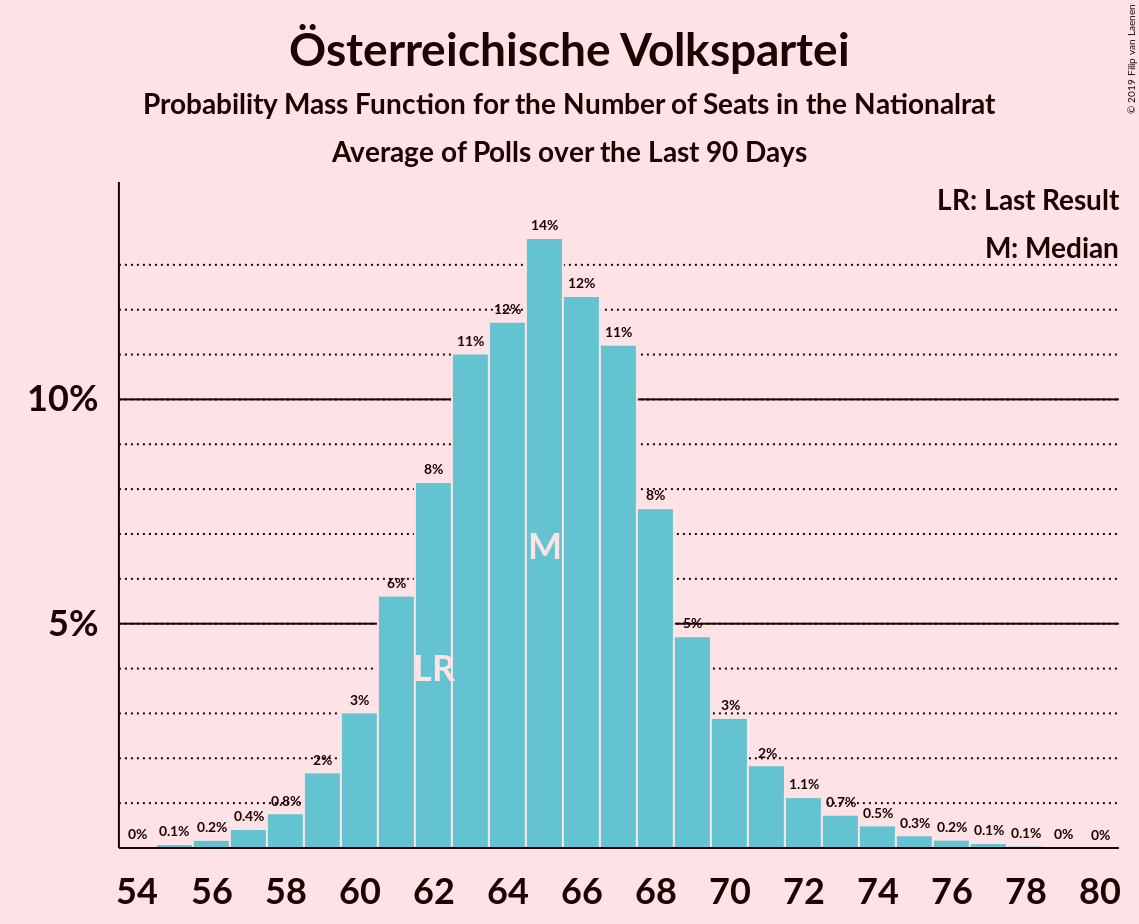 Österreichische Volkspartei
Probability Mass Function for the Number of Seats in the Nationalrat
Average of Polls over the Last 90 Days
© 2019 Filip van Laenen
LR: Last Result
M: Median
10%
5%
0% 0.1% 0.2% 0.4% 0.8% 2% 3% 6% 8% 11% 12% 14% 12% 11% 8% 5% 3% 2% 1.1% 0.7% 0.5% 0.3% 0.2% 0.1% 0.1% 0% 0%
M
LR
54 56 58 60 62 64 66 68 70 72 74 76 78 80